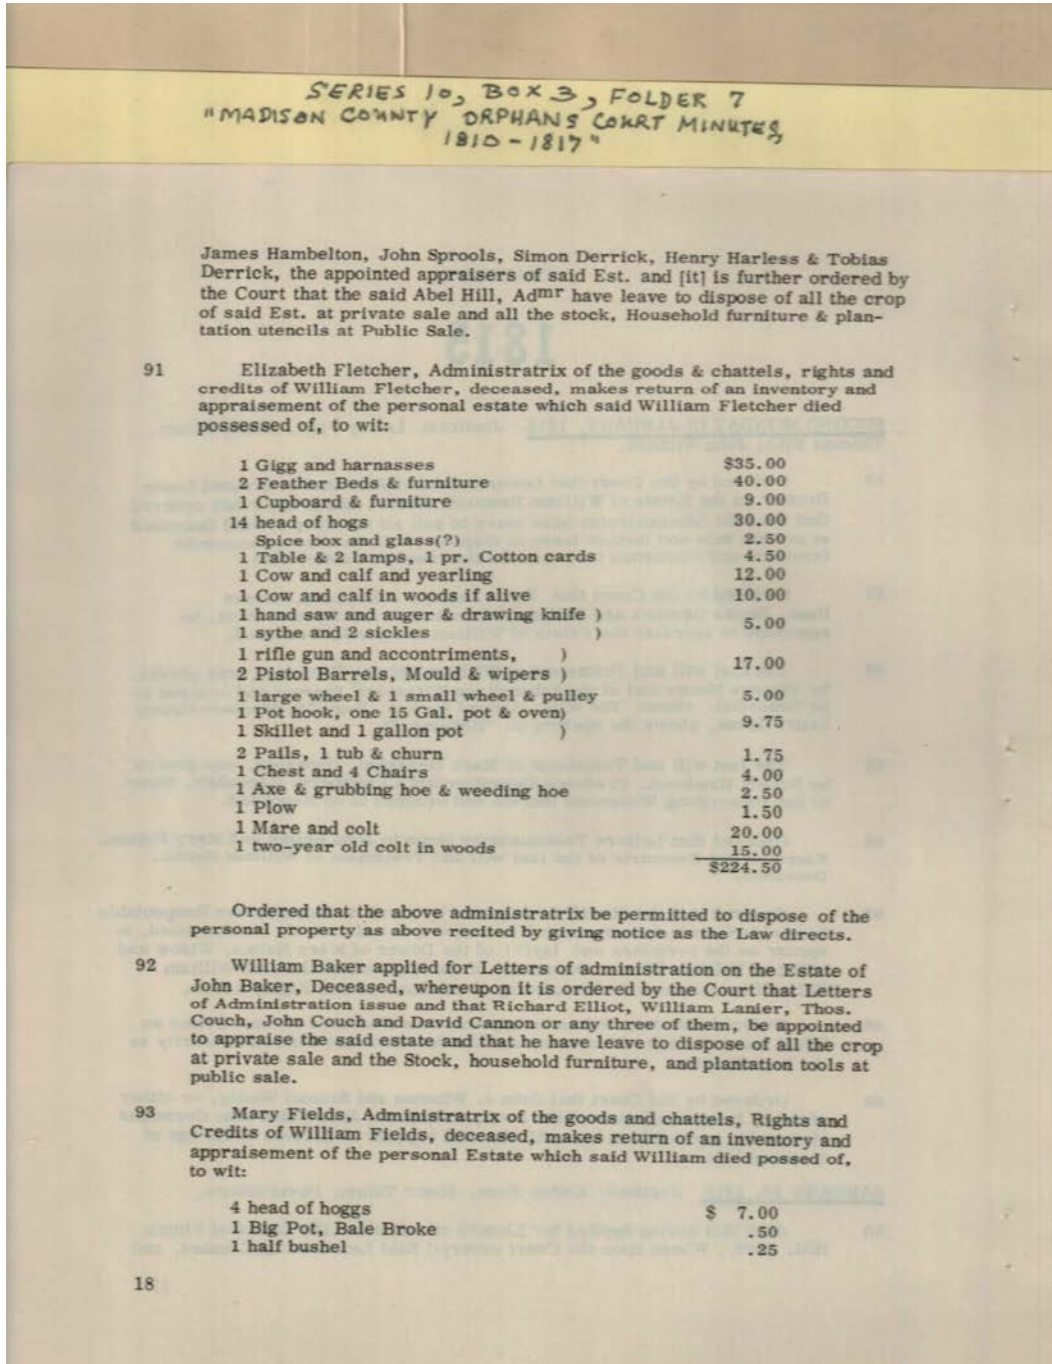 SERIES 10, BOX 3, FOLDER 7
"MADISON COUNTY ORPHANS COURT MINUTES,
1810-1817"
James Hambelton, John Sprools, Simon Derrick, Henry Harless & Tobias
Derrick, the appointed appraisers of said Est. and [it] is further ordered by
the Court that the said Abel Hill, Admr have leave to dispose of all the crop
of said Est. at private sale and all the stock, Household furniture & plan-
tation utencils at Public Sale.
91 Elizabeth Fletcher, Administratrix of the goods & chattels, rights and
credits of William Fletcher, deceased, makes return of an inventory and
appraisement of the personal estate which said William Fletcher died
possessed of, to wit:
1 Gigg and harnasses $35.00
2 Feather Beds & furniture 40.00
1 Cupboard & furniture 9.00
14 head of hogs 30.00
Spice box and glass(?) 2.50
1 Table & 2 lamps, 1 pr. Cotton cards 4.50
1 Cow and calf and yearling 12.00
1 Cow and calf in woods if alive 10.00
1 hand saw and auger & drawing knife )
5.00
1 sythe and 2 sickles )
1 rifle gun and accontriments, )
17.00
2 Pistol Barrels, Mould & wipers )
1 large wheel & 1 small wheel & pulley 5.00
1 Pot hook, one 15 Gal. pot & oven)
9.75
1 Skillet and 1 gallon pot )
2 Pails, 1 tub & churn 1.75
1 Chest and 4 Chairs 4.00
1 Axe & grubbing hoe & weeding hoe 2.50
1 Plow 1.50
1 Mare and colt 20.00
1 two-year old colt in woods 15.00
$224.50
Ordered that the above administratrix be permitted to dispose of the
personal property as above recited by giving notice as the Law directs.
92 William Baker applied for Letters of administration on the Estate of
John Baker, Deceased, whereupon it is ordered by the Court that Letters
of Administration issue and that Richard Elliot, William Lanier, Thos.
Couch, John Couch and David Cannon or any three of them, be appointed
to appraise the said estate and that he have leave to dispose of all the crop
at private sale and the Stock, household furniture, and plantation tools at
public sale.
93 Mary Fields, Administratrix of the goods and chattels, Rights and
Credits of William Fields, deceased, makes return of an inventory and
appraisement of the personal Estate which said William died possed of,
to wit:
4 head of hoggs $ 7.00
1 Big Pot, Bale Broke .50
1 half bushel .25
18